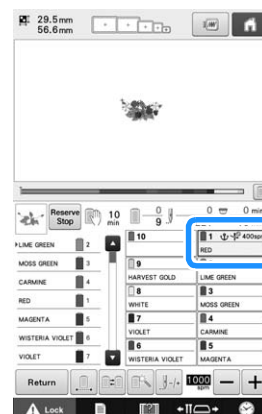 29.5mm
56.6mm
Reserve
Stop
10
min
0
9
0
0 min
LIME GREEN 2
MOSS GREEN 3
CARMINE 4
RED 1
MAGENTA 5
WISTERIA VIOLET 6
VIOLET 7
10
1 400spm
RED
9
HARVEST GOLD
LIME GREEN
8
WHITE
3
MOSS GREEN
7
VIOLET
4
CARMINE
6
WISTERIA VIOLET
5
MAGENTA
Return
1000
spm
− +
Lock